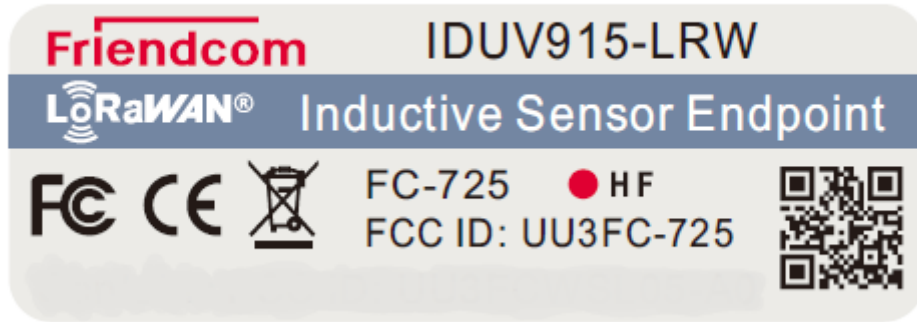 Friendcom IDUV915-LRW
LoRaWAN® Inductive Sensor Endpoint
FC CE FC-725 HF
FCC ID: UU3FC-725